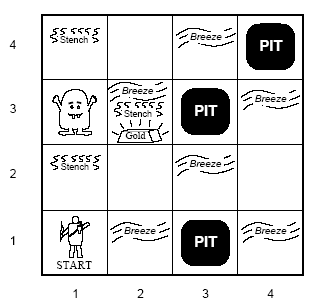 4
Stench
Breeze
PIT
3
Breeze
Stench
Gold
PIT
Breeze
2
Stench
Breeze
1
START
Breeze
PIT
Breeze
1 2 3 4